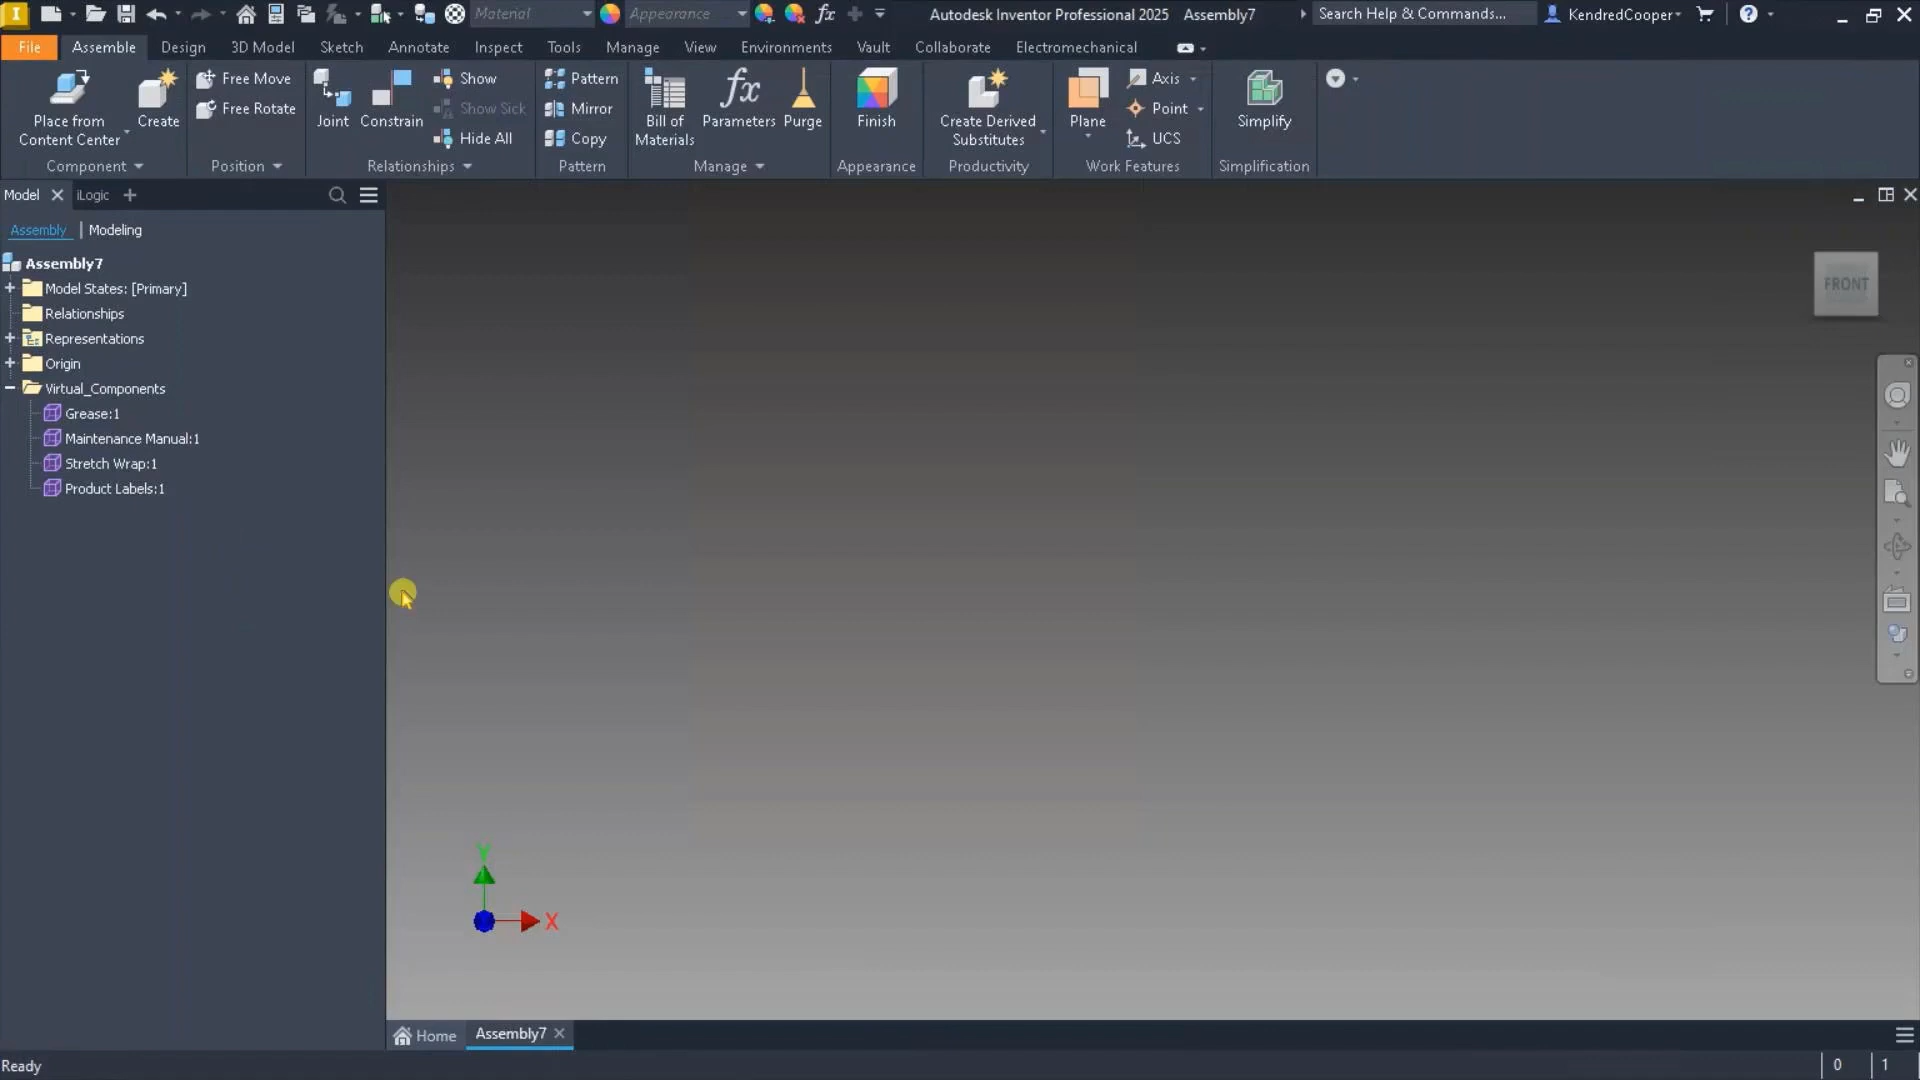 I Material Appearance fx Autodesk Inventor Professional 2025 Assembly7 Search Help & Commands... KendredCooper ?
File Assemble Design 3D Model Sketch Annotate Inspect Tools Manage View Environments Vault Collaborate Electromechanical
Place from
Content Center
Create
Component
Free Move
Free Rotate
Position
Joint
Constrain
Show
Show Sick
Hide All
Relationships
Pattern
Mirror
Copy
Pattern
Bill of
Materials
fx
Parameters
Purge
Manage
Finish
Appearance
Create Derived
Substitutes
Productivity
Plane
Axis
Point
UCS
Work Features
Simplify
Simplification
Model iLogic +
Assembly | Modeling
Assembly7
Model States: [Primary]
Relationships
Representations
Origin
Virtual_Components
Grease:1
Maintenance Manual:1
Stretch Wrap:1
Product Labels:1
FRONT
Y
X
Home Assembly7
Ready 0 1